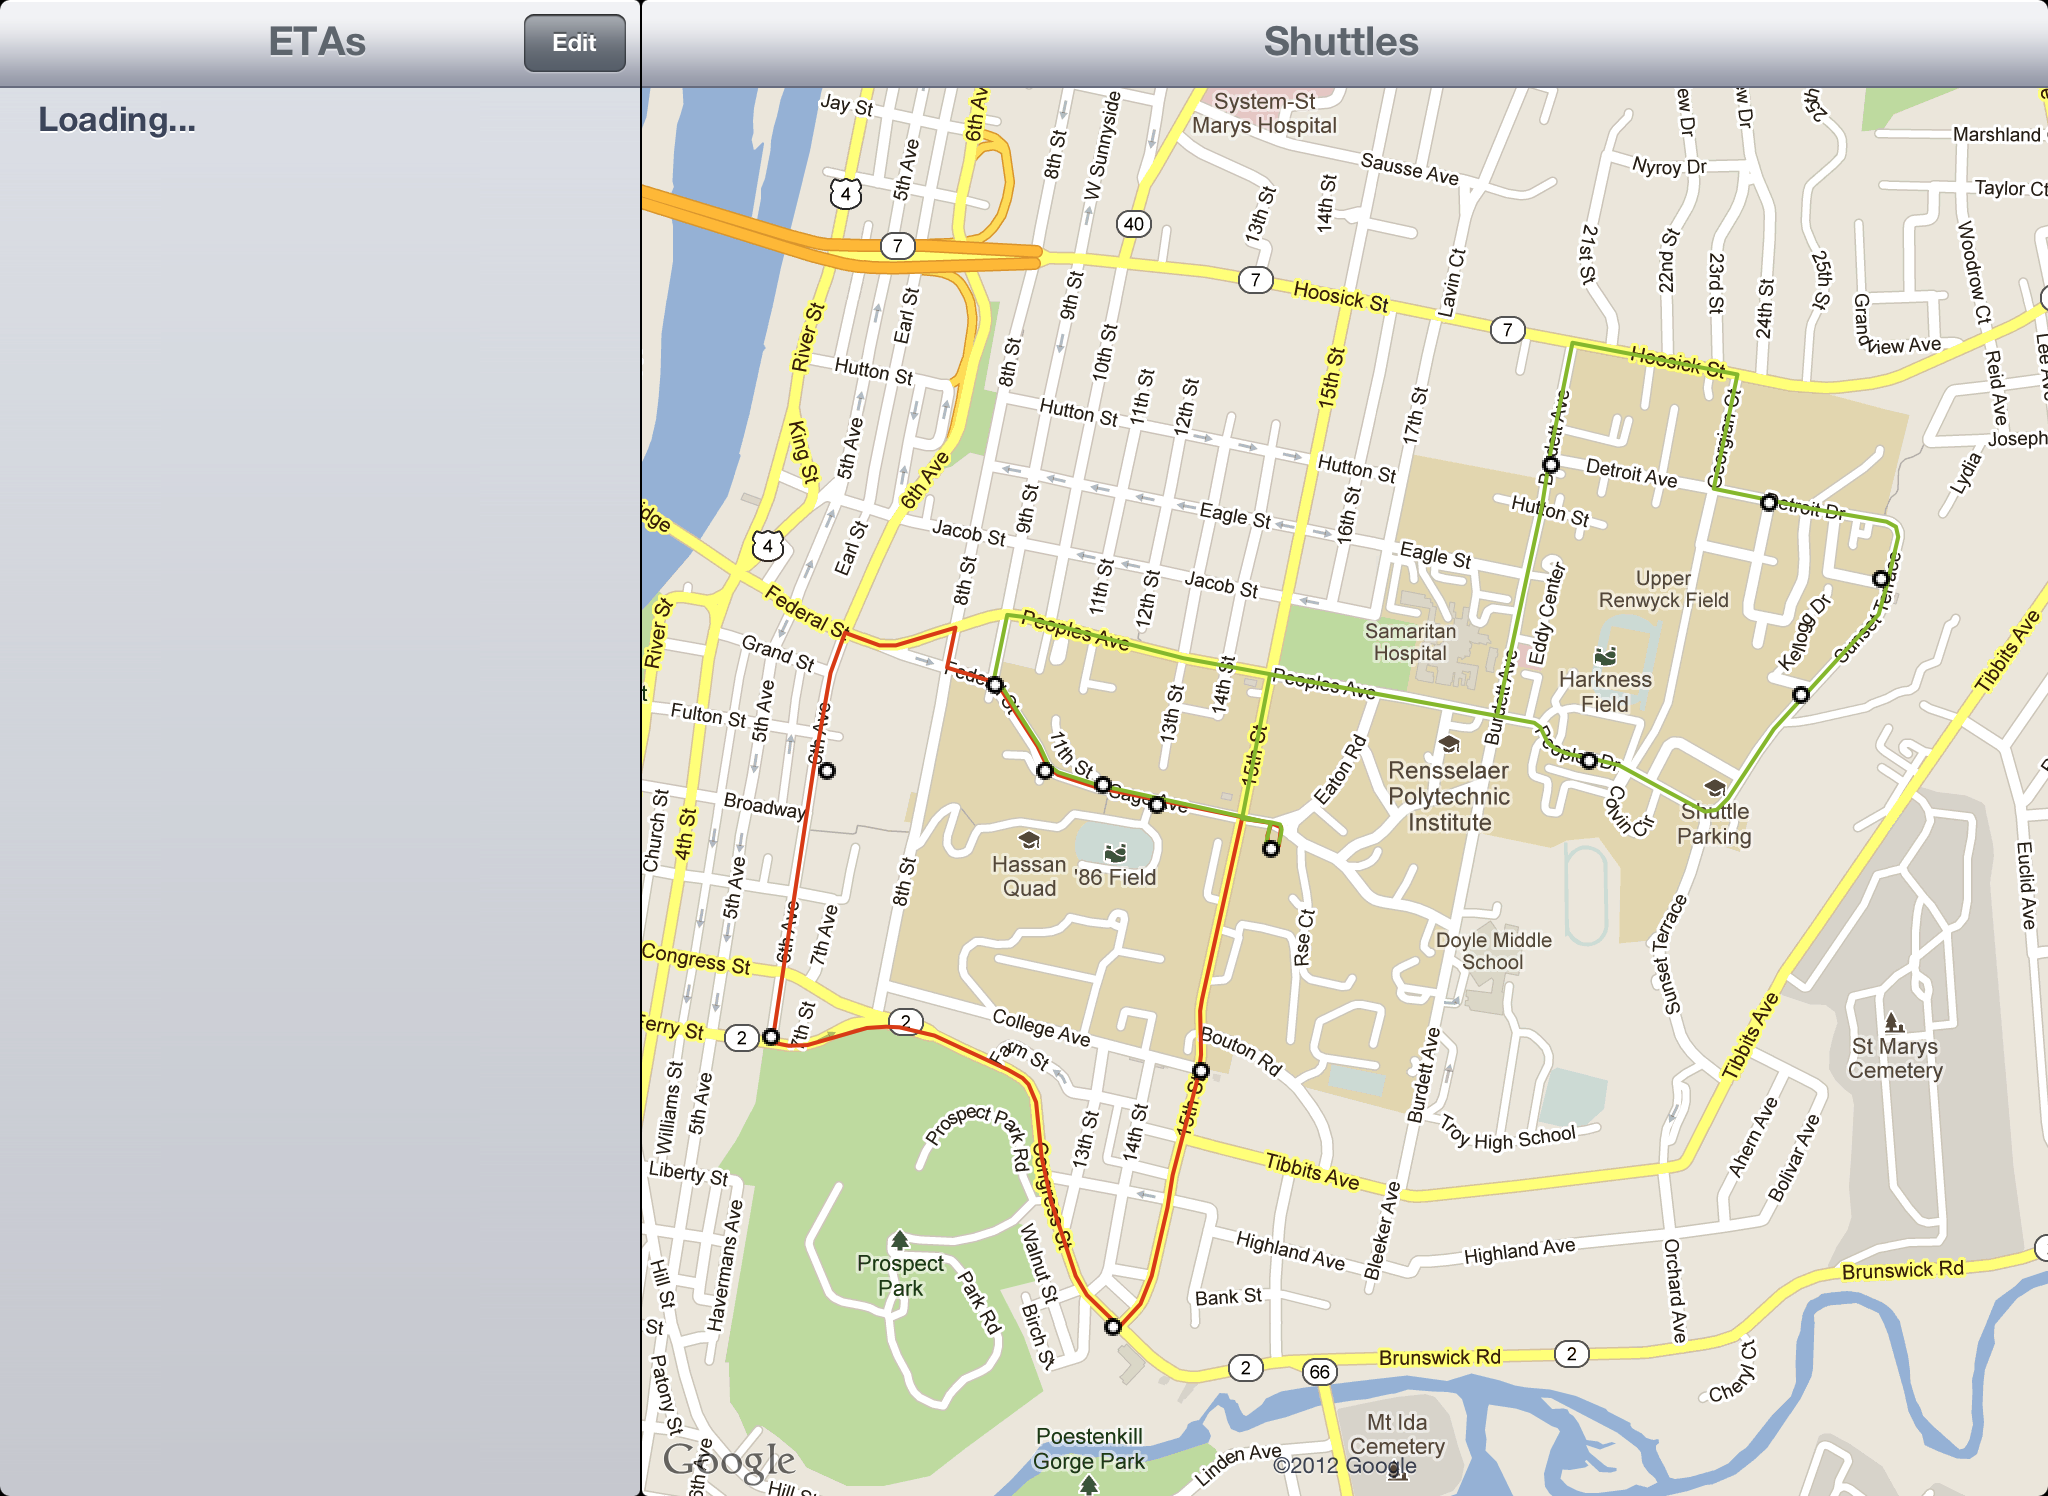 ETAs
Edit
Shuttles
Loading...
Jay St
6th Av
8th St
W Sunnyside
System-St
Marys Hospital
Sausse Ave
Nyroy Dr
Marshland
Taylor Ct
5th Ave
4
40
13th St
14th St
7
7
Hoosick St
Lavin Ct
21st St
22nd St
23rd St
24th St
25th St
Woodrow Ct
Grand
view Ave
Reid Ave
7
Hoosick St
River St
Earl St
9th St
10th St
8th St
Hutton St
Hutton St
11th St
12th St
15th St
17th St
Burdett Ave
Georgian Ct
Joseph
Lydia
King St
5th Ave
6th Ave
Hutton St
Detroit Ave
Hutton St
Detroit Dr
9th St
Eagle St
16th St
Eagle St
4
Earl St
Jacob St
Jacob St
8th St
11th St
12th St
Eddy Center
Upper
Renwyck Field
Kellogg Dr
Sunset Terrace
Tibbits Ave
River St
Federal St
Peoples Ave
Samaritan
Hospital
Grand St
Federal St
Peoples Ave
Burdett Ave
Harkness
Field
Fulton St
5th Ave
6th Ave
13th St
14th St
15th St
11th St
Eaton Rd
Peoples Dr
Rensselaer
Polytechnic
Institute
Colvin Cir
Shuttle
Parking
Broadway
Sage Ave
Church St
4th St
5th Ave
8th St
Hassan
Quad
'86 Field
Euclid Ave
6th Ave
7th Ave
Rse Ct
Doyle Middle
School
Sunset Terrace
Congress St
Ferry St
2
7th St
2
College Ave
Farm St
Bouton Rd
Tibbits Ave
St Marys
Cemetery
Williams St
5th Ave
Prospect Park Rd
13th St
14th St
15th St
Burdett Ave
Troy High School
Ahern Ave
Bolivar Ave
Liberty St
Tibbits Ave
Congress St
Havermans Ave
Walnut St
Highland Ave
Bleeker Ave
Highland Ave
Orchard Ave
Brunswick Rd
Hill St
Prospect
Park
Park Rd
Birch St
Bank St
St
Patony St
2
66
Brunswick Rd
2
Cheryl Ct
6th Ave
Hill St
Google
Poestenkill
Gorge Park
Linden Ave
Mt Ida
Cemetery
©2012 Google